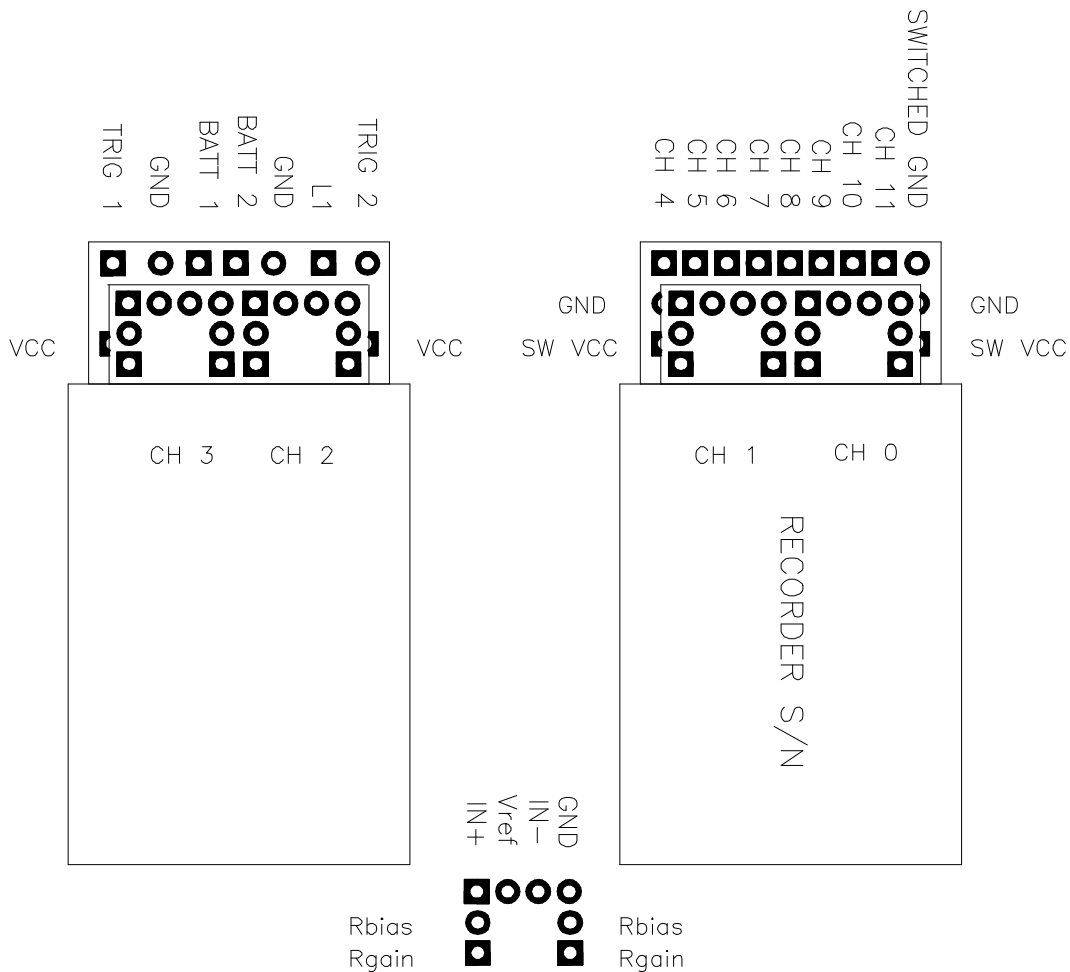 TRIG 1
GND
BATT 1
BATT 2
GND
L1
TRIG 2
CH 4
CH 5
CH 6
CH 7
CH 8
CH 9
CH 10
CH 11
SWITCHED GND
VCC
VCC
GND
SW VCC
GND
SW VCC
CH 3
CH 2
CH 1
CH 0
RECORDER S/N
IN+
Vref
IN-
GND
Rbias
Rgain
Rbias
Rgain